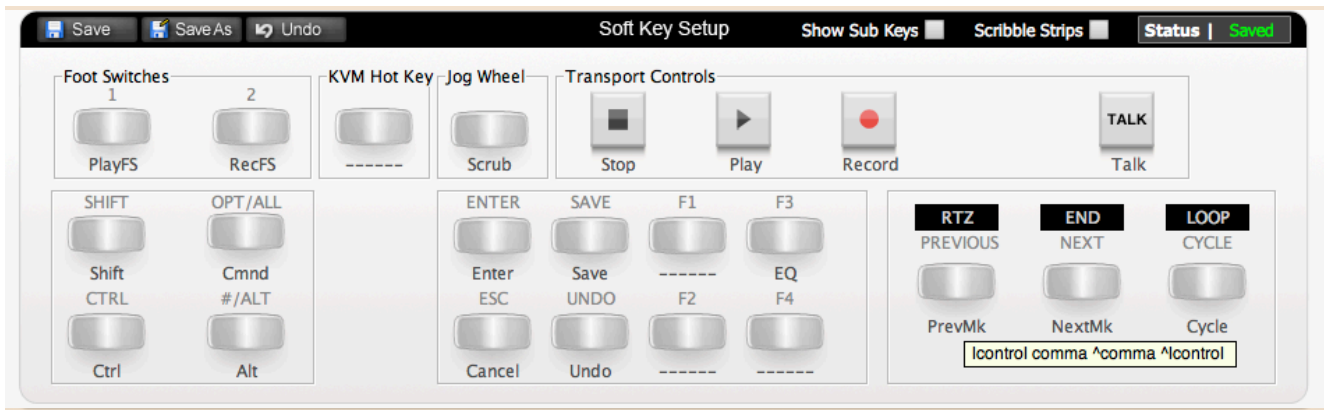 Save Save As Undo Soft Key Setup Show Sub Keys Scribble Strips Status | Saved
Foot Switches KVM Hot Key Jog Wheel Transport Controls
1 2
TALK
PlayFS RecFS ------ Scrub Stop Play Record Talk
SHIFT OPT/ALL ENTER SAVE F1 F3
RTZ END LOOP
PREVIOUS NEXT CYCLE
Shift Cmnd Enter Save ------ EQ
CTRL #/ALT ESC UNDO F2 F4
PrevMk NextMk Cycle
lcontrol comma ^comma ^lcontrol
Ctrl Alt Cancel Undo ------ ------